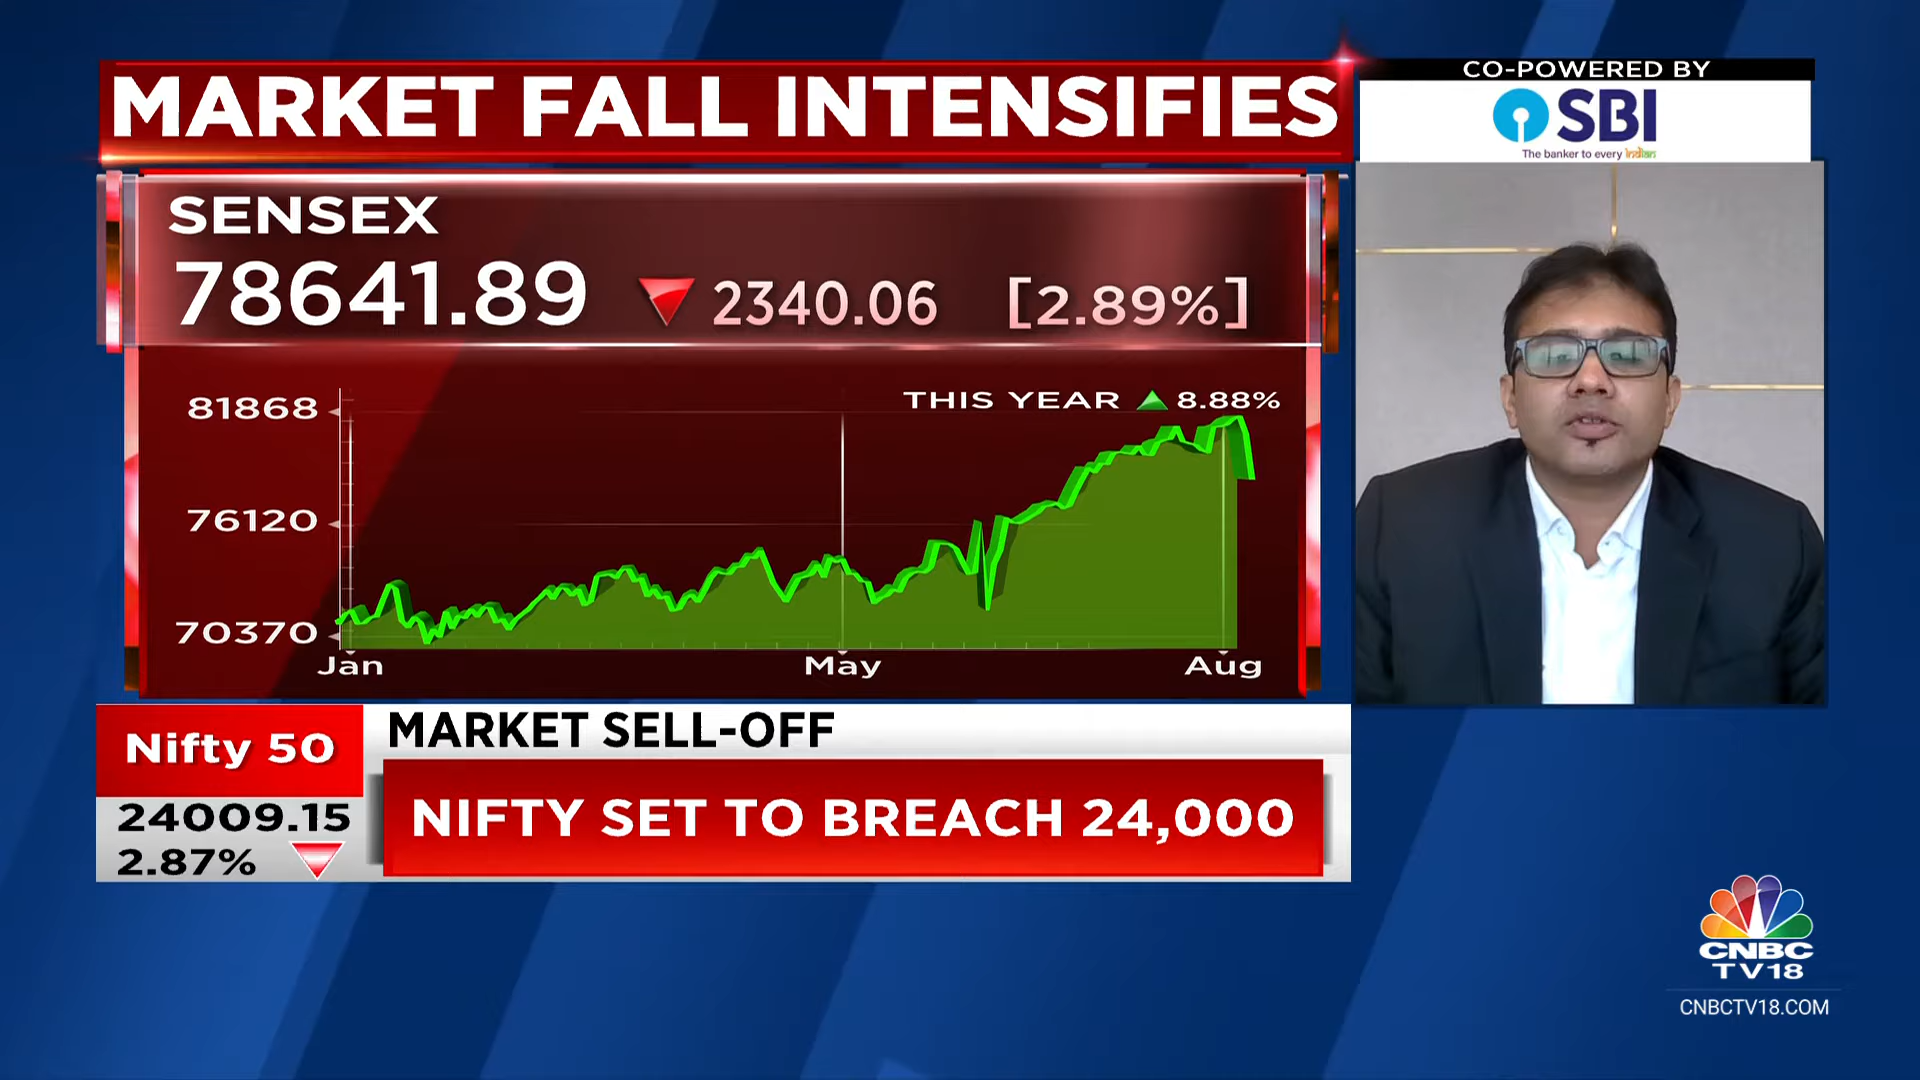 MARKET FALL INTENSIFIES
CO-POWERED BY
SBI
The banker to every indian
SENSEX
78641.89 2340.06 [2.89%]
THIS YEAR 8.88%
81868
76120
70370
Jan May Aug
Nifty 50
24009.15
2.87%
MARKET SELL-OFF
NIFTY SET TO BREACH 24,000
CNBC
TV18
CNBCTV18.COM